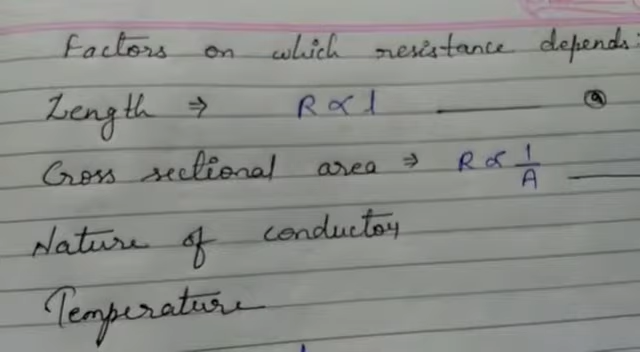 Factors on which resistance depends:
Length ⇒ R ∝ l ——— (a)
Cross sectional area ⇒ R ∝ 1/A ———
Nature of conductor
Temperature